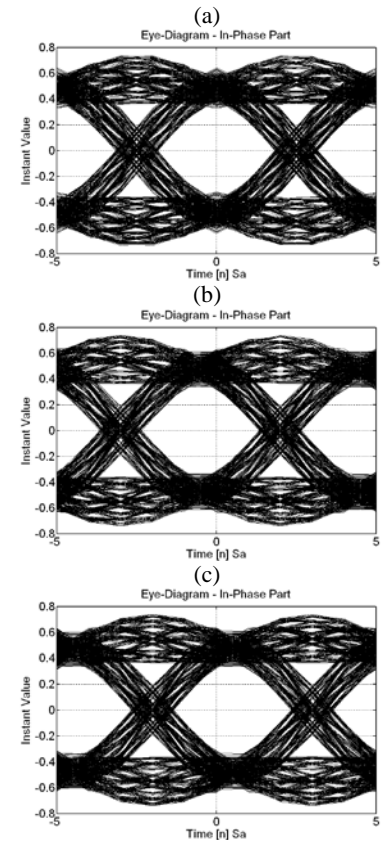 (a)
Eye-Diagram - In-Phase Part
0.8
0.6
0.4
0.2
0
-0.2
-0.4
-0.6
-0.8
Instant Value
-5 0 5
Time [n] Sa
(b)
Eye-Diagram - In-Phase Part
0.8
0.6
0.4
0.2
0
-0.2
-0.4
-0.6
-0.8
Instant Value
-5 0 5
Time [n] Sa
(c)
Eye-Diagram - In-Phase Part
0.8
0.6
0.4
0.2
0
-0.2
-0.4
-0.6
-0.8
Instant Value
-5 0 5
Time [n] Sa